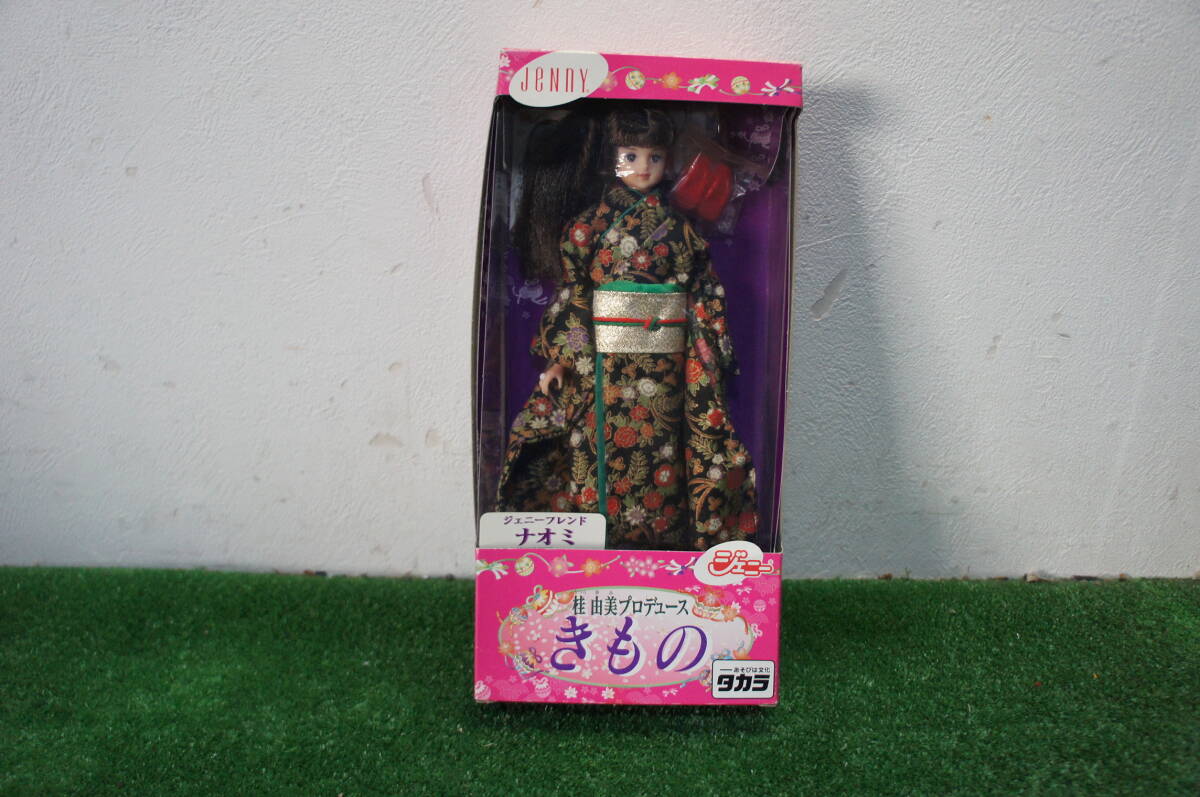 JeNNY
ジェニーフレンド
ナオミ
ジェニー
桂 由美プロデュース
きもの
あそびは文化
タカラ